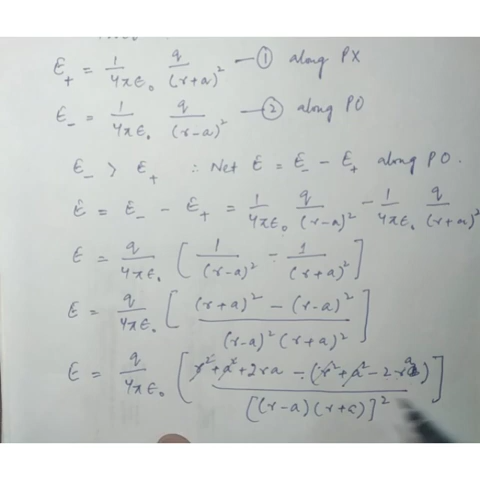 E₊ = 1/4πε₀ q/(r+a)² —① along PX
E₋ = 1/4πε₀ q/(r-a)² —② along PO
E₋ > E₊ ∴ Net E = E₋ - E₊ along PO.
E = E₋ - E₊ = 1/4πε₀ q/(r-a)² - 1/4πε₀ q/(r+a)²
E = q/4πε₀ [1/(r-a)² - 1/(r+a)²]
E = q/4πε₀ [((r+a)² - (r-a)²)/((r-a)²(r+a)²)]
E = q/4πε₀ [(r²+a²+2ra - (r²+a²-2ra))/[(r-a)(r+a)]²]